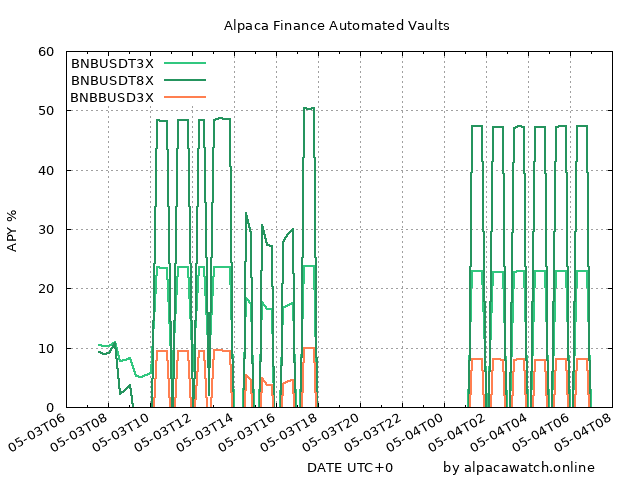 Alpaca Finance Automated Vaults
BNBUSDT3X
BNBUSDT8X
BNBBUSD3X
APY %
60
50
40
30
20
10
0
05-03T06
05-03T08
05-03T10
05-03T12
05-03T14
05-03T16
05-03T18
05-03T20
05-03T22
05-04T00
05-04T02
05-04T04
05-04T06
05-04T08
DATE UTC+0
by alpacawatch.online